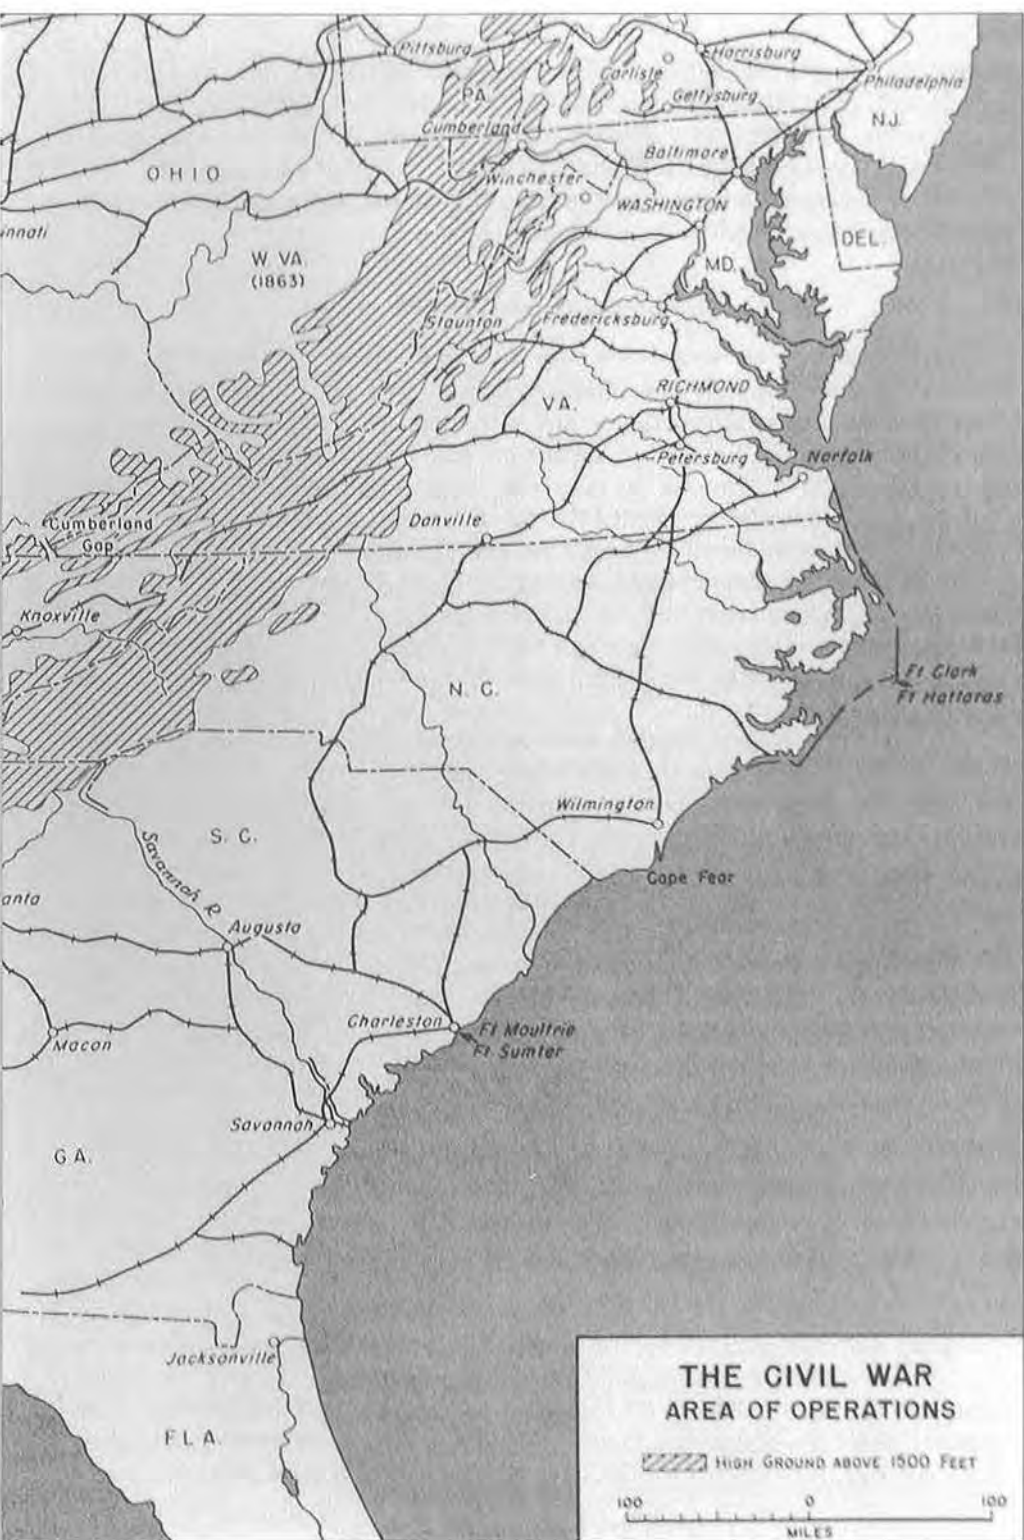 Pittsburg
Harrisburg
Carlisle
Philadelphia
PA.
Gettysburg
N.J.
Cumberland
Baltimore
OHIO
Winchester
WASHINGTON
innati
DEL.
W. VA.
(1863)
MD.
Staunton
Fredericksburg
RICHMOND
VA.
Petersburg
Norfolk
Cumberland
Gap
Danville
Knoxville
N. C.
Ft Clark
Ft Hatteras
Wilmington
S. C.
Savannah R.
Cape Fear
anta
Augusta
Charleston
Ft Moultrie
Ft Sumter
Macon
Savannah
GA.
Jacksonville
FLA.
THE CIVIL WAR
AREA OF OPERATIONS
HIGH GROUND ABOVE 1500 FEET
100 0 100
MILES